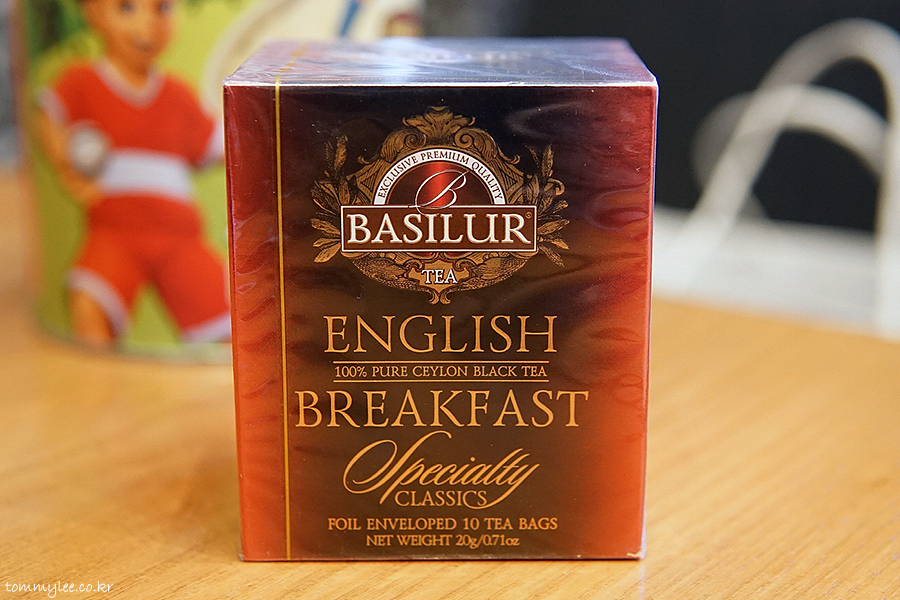 EXCLUSIVE PREMIUM QUALITY
B
BASILUR®
TEA
ENGLISH
100% PURE CEYLON BLACK TEA
BREAKFAST
Specialty
CLASSICS
FOIL ENVELOPED 10 TEA BAGS
NET WEIGHT 20g/0.71oz
tommylee.co.kr